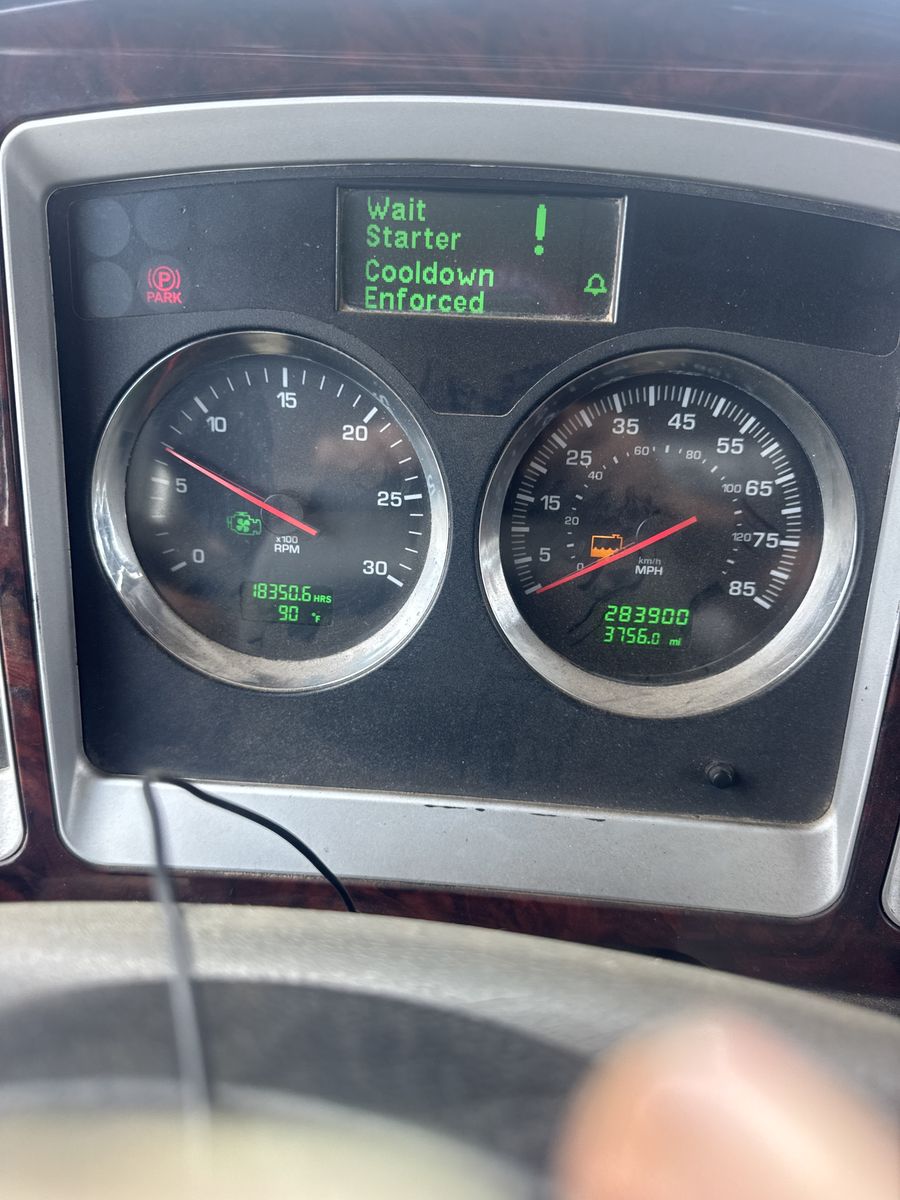 Wait
Starter !
Cooldown
Enforced
P
PARK
0
5
10
15
20
25
30
x100
RPM
18350.6 HRS
90 °F
5
15
25
35
45
55
65
75
85
0
20
40
60
80
100
120
km/h
MPH
283900
3756.0 mi